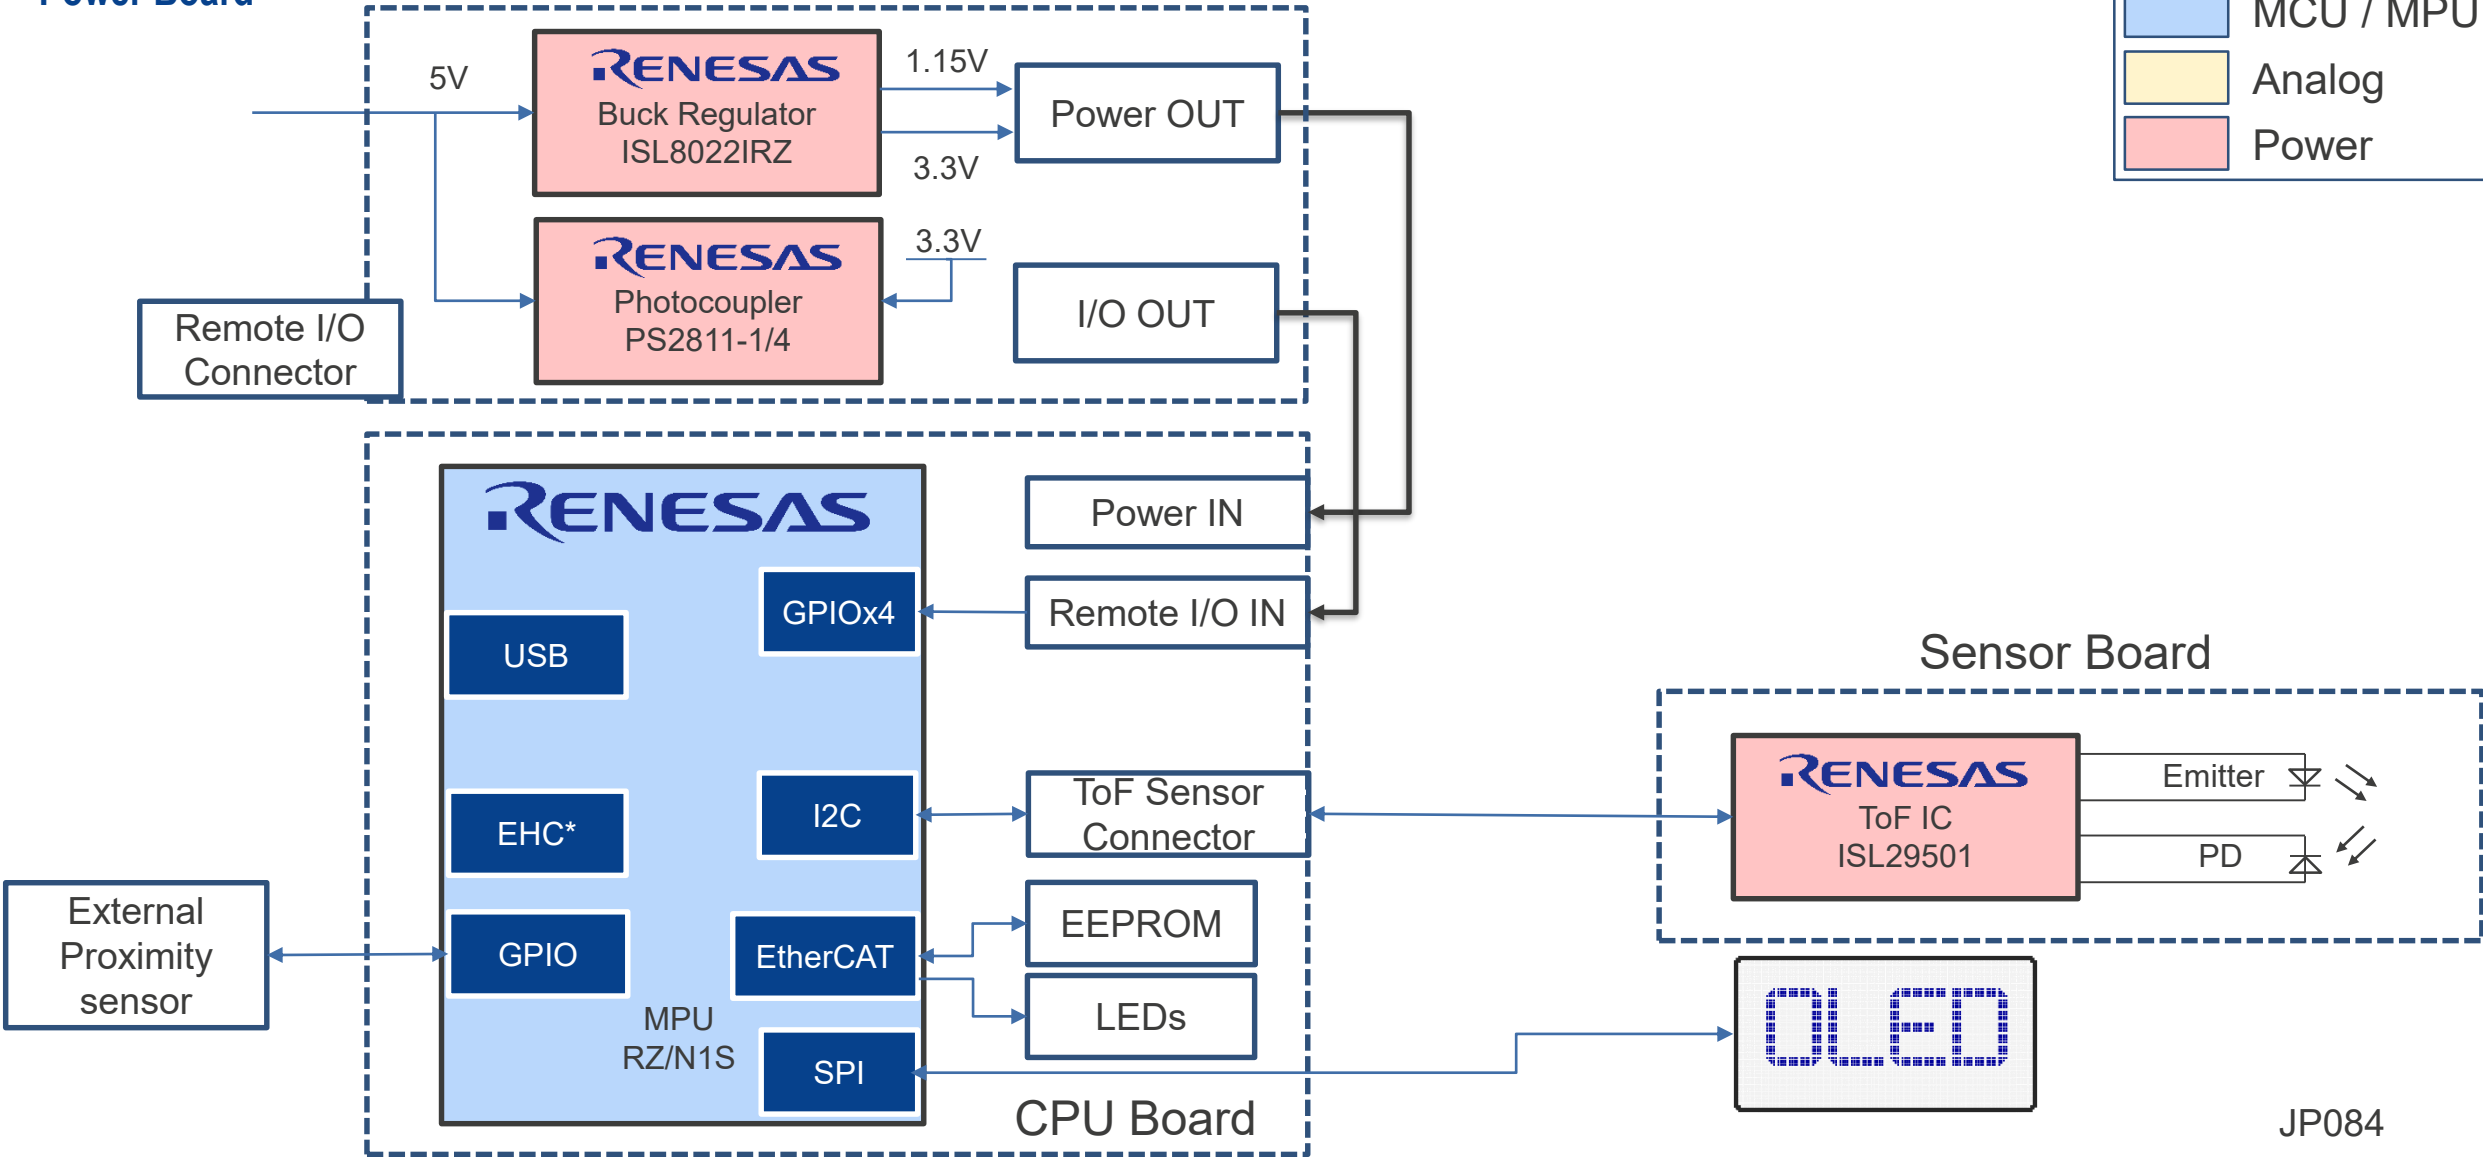 Power Board
MCU / MPU
Analog
Power
5V
RENESAS
Buck Regulator
ISL8022IRZ
1.15V
3.3V
Power OUT
RENESAS
Photocoupler
PS2811-1/4
3.3V
I/O OUT
Remote I/O
Connector
RENESAS
GPIOx4
USB
I2C
EHC*
GPIO
EtherCAT
MPU
RZ/N1S
SPI
Power IN
Remote I/O IN
ToF Sensor
Connector
EEPROM
LEDs
CPU Board
External
Proximity
sensor
Sensor Board
RENESAS
ToF IC
ISL29501
Emitter
PD
OLED
JP084